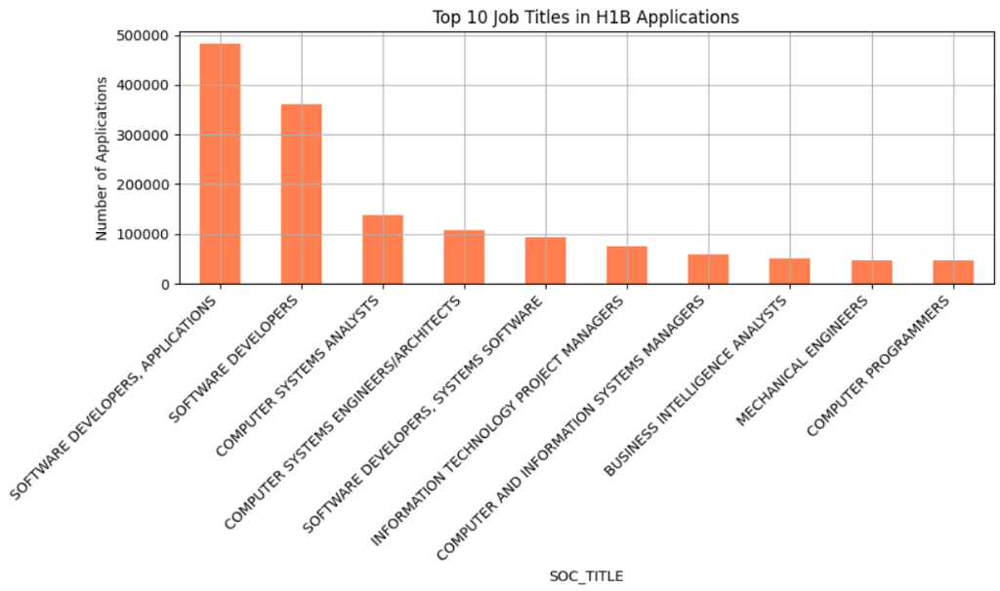 Top 10 Job Titles in H1B Applications
Number of Applications
500000
400000
300000
200000
100000
0
SOFTWARE DEVELOPERS, APPLICATIONS
SOFTWARE DEVELOPERS
COMPUTER SYSTEMS ANALYSTS
COMPUTER SYSTEMS ENGINEERS/ARCHITECTS
SOFTWARE DEVELOPERS, SYSTEMS SOFTWARE
INFORMATION TECHNOLOGY PROJECT MANAGERS
COMPUTER AND INFORMATION SYSTEMS MANAGERS
BUSINESS INTELLIGENCE ANALYSTS
MECHANICAL ENGINEERS
COMPUTER PROGRAMMERS
SOC_TITLE